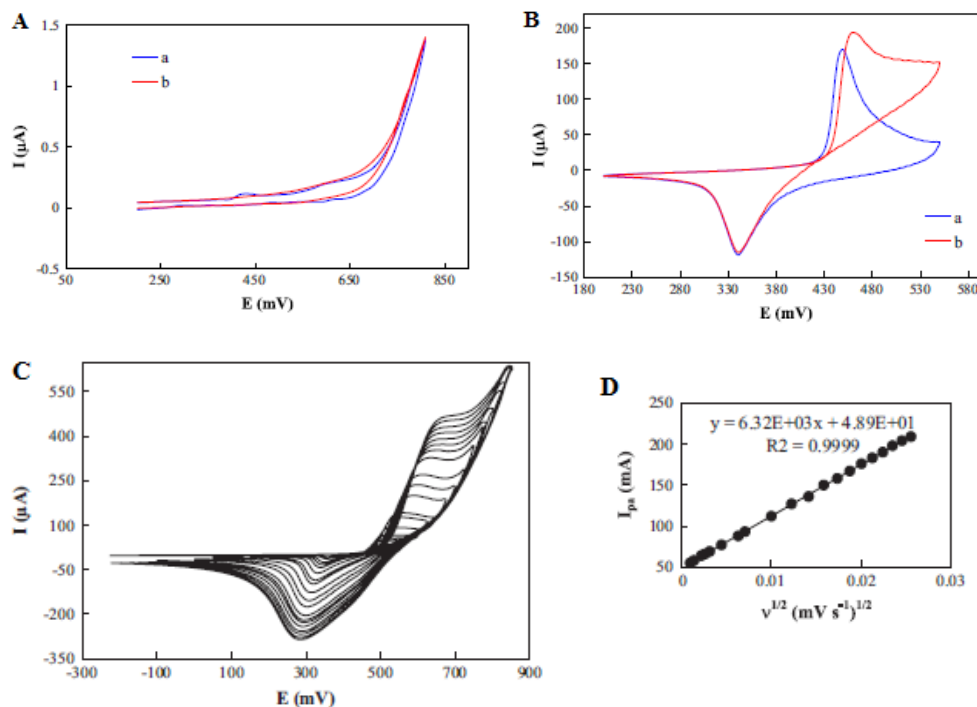 A
1.5
1
0.5
0
-0.5
50
250
450
650
850
I (µA)
E (mV)
a
b
B
200
150
100
50
0
-50
-100
-150
180
230
280
330
380
430
480
530
580
I (µA)
E (mV)
a
b
C
550
400
250
100
-50
-200
-350
-300
-100
100
300
500
700
900
I (µA)
E (mV)
D
y = 6.32E+03x + 4.89E+01
R2 = 0.9999
250
200
150
100
50
0
0.01
0.02
0.03
Ipa (mA)
ν1/2 (mV s-1)1/2